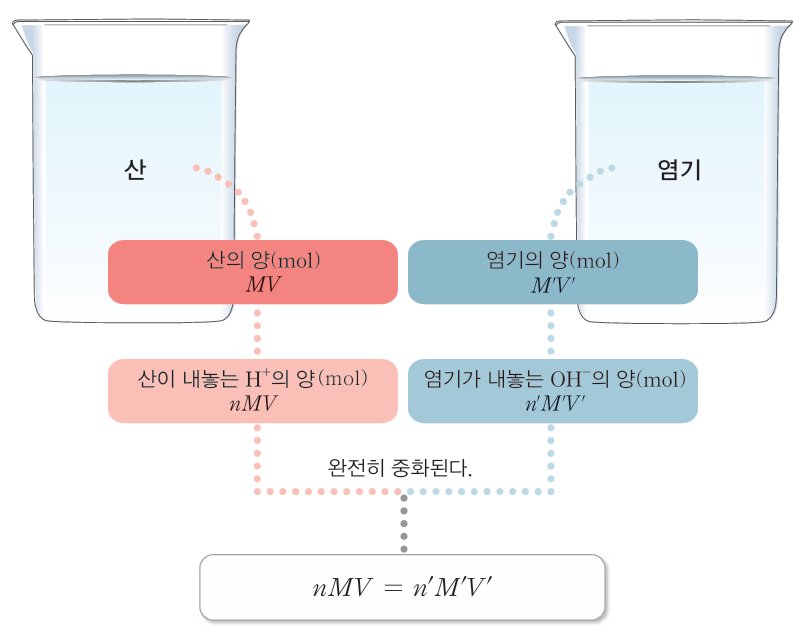 산
염기
산의 양(mol)
MV
염기의 양(mol)
M′V′
산이 내놓는 H⁺의 양(mol)
nMV
염기가 내놓는 OH⁻의 양(mol)
n′M′V′
완전히 중화된다.
nMV = n′M′V′